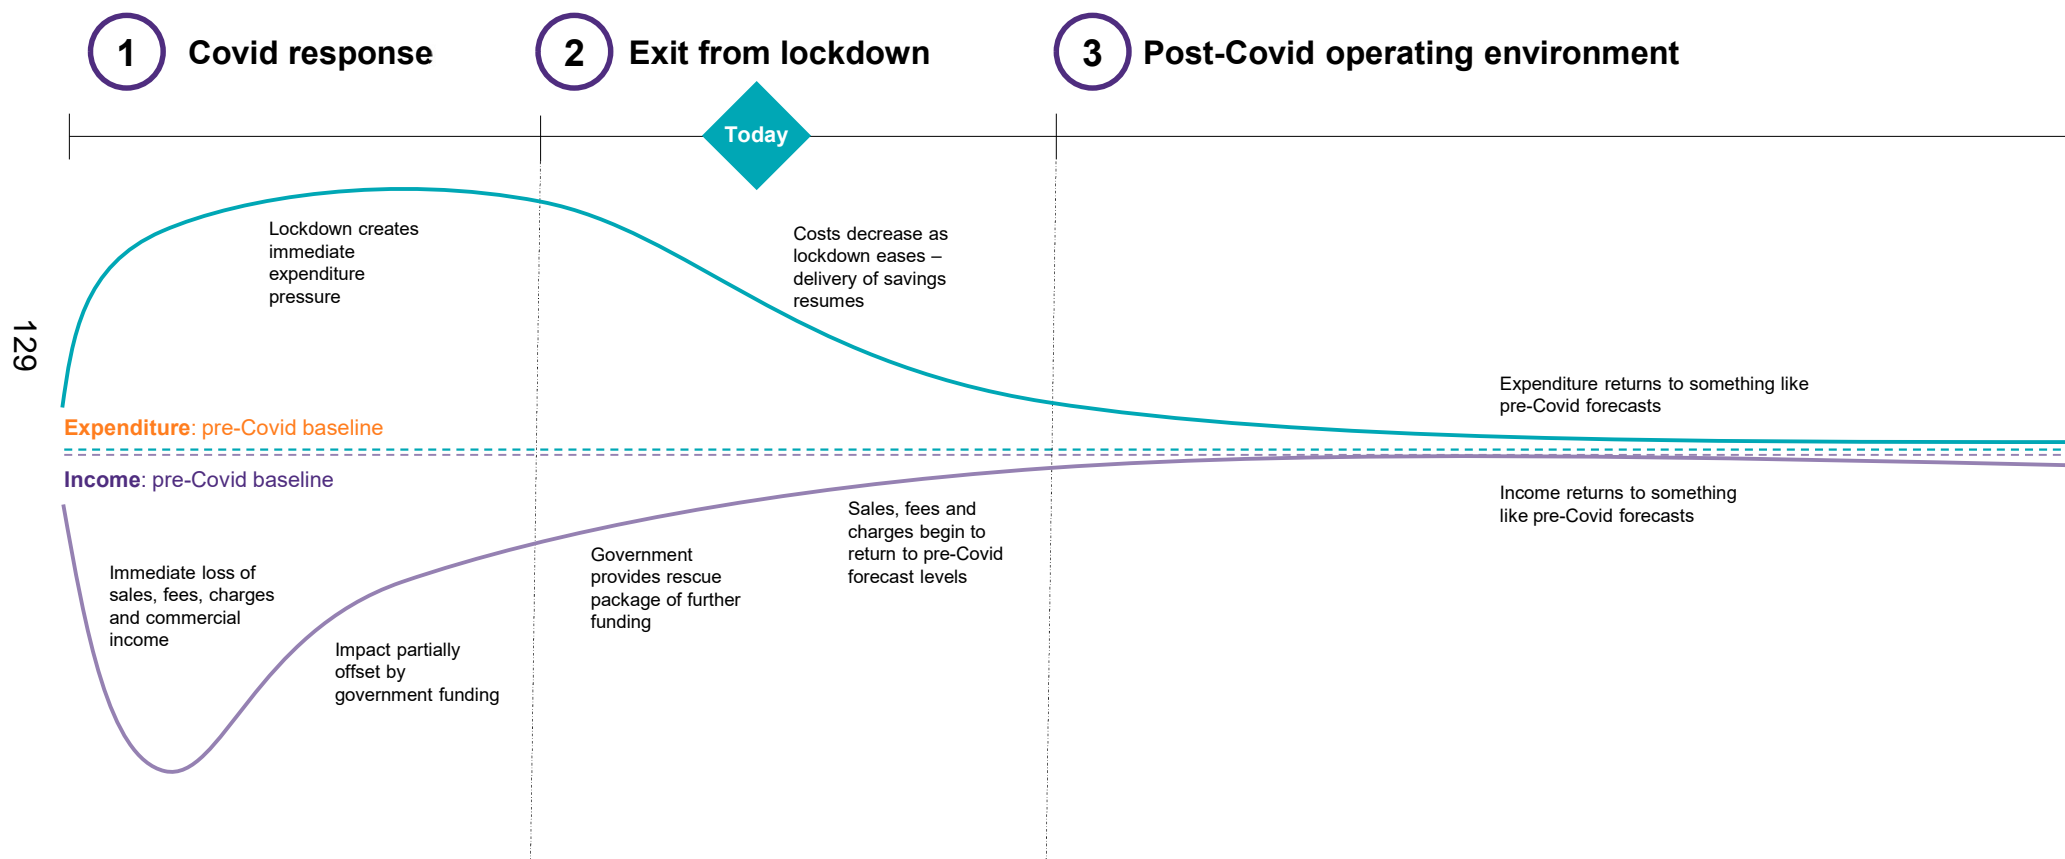 1 Covid response
2 Exit from lockdown
3 Post-Covid operating environment
Today
Lockdown creates
immediate
expenditure
pressure
Costs decrease as
lockdown eases –
delivery of savings
resumes
129
Expenditure returns to something like
pre-Covid forecasts
Expenditure: pre-Covid baseline
Income: pre-Covid baseline
Income returns to something
like pre-Covid forecasts
Sales, fees and
charges begin to
return to pre-Covid
forecast levels
Government
provides rescue
package of further
funding
Immediate loss of
sales, fees, charges
and commercial
income
Impact partially
offset by
government funding